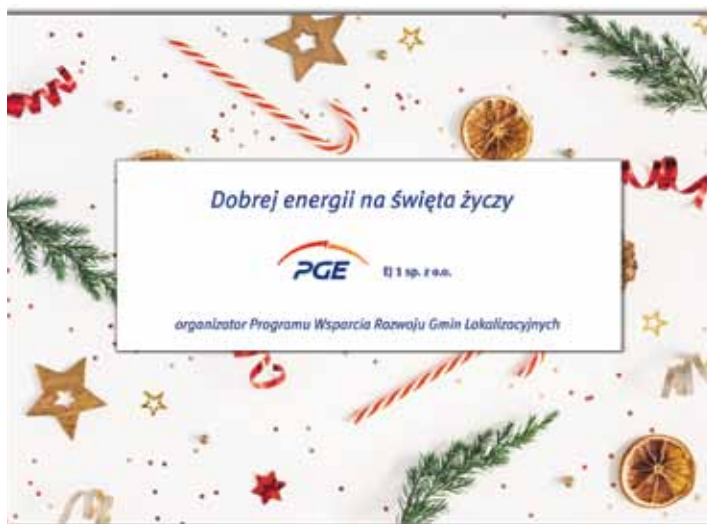 Dobrej energii na święta życzy
PGE EJ 1 sp. z o.o.
organizator Programu Wsparcia Rozwoju Gmin Lokalizacyjnych